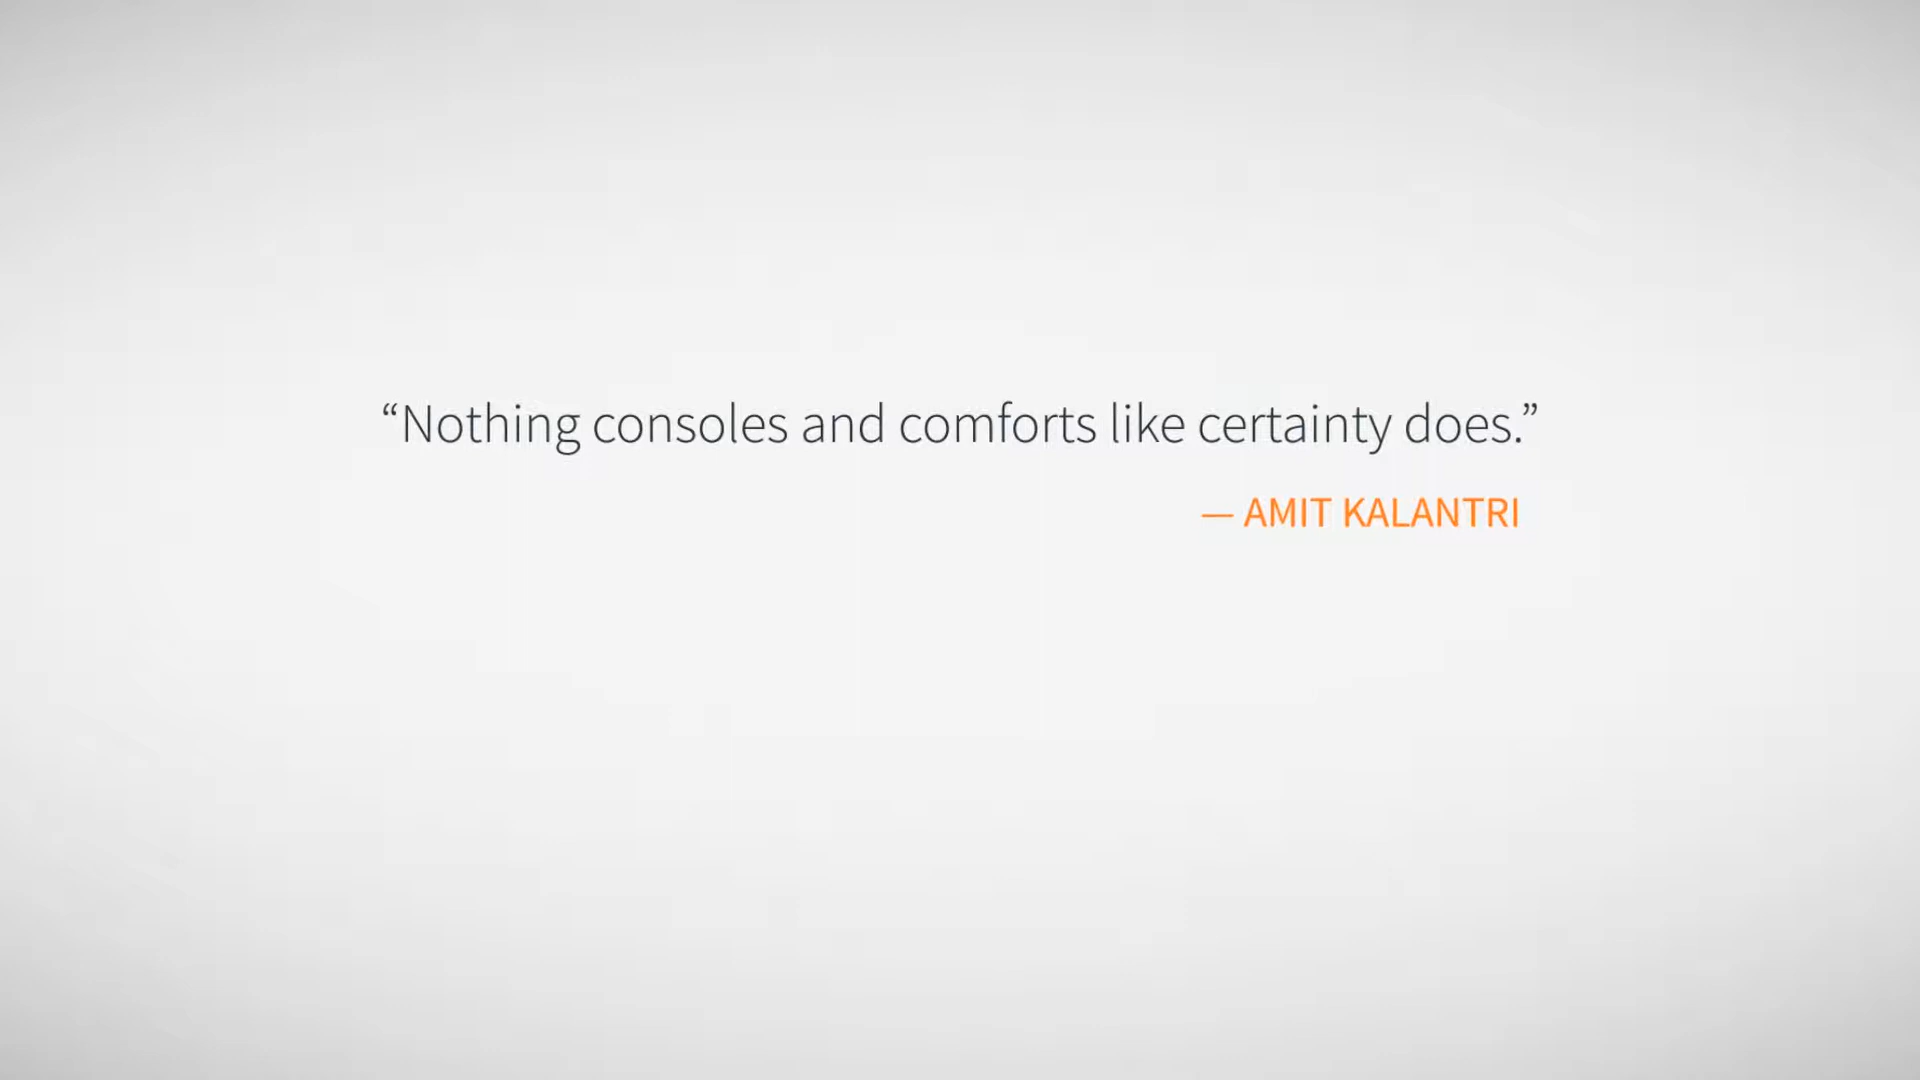 “Nothing consoles and comforts like certainty does.”
— AMIT KALANTRI